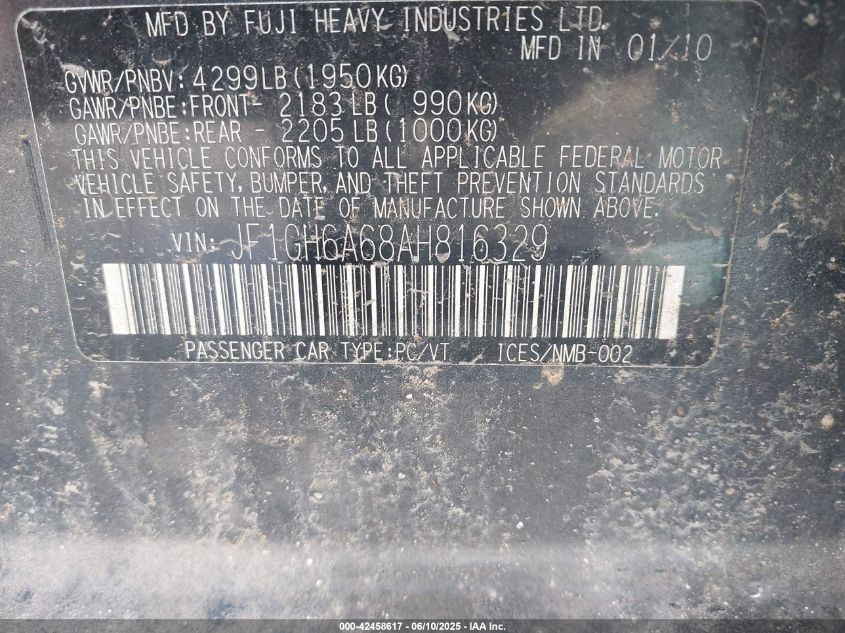 MFD BY FUJI HEAVY INDUSTRIES LTD.
MFD IN 01/10
GVWR/PNBV: 4299LB(1950KG)
GAWR/PNBE:FRONT- 2183LB( 990KG)
GAWR/PNBE:REAR - 2205LB(1000KG)
THIS VEHICLE CONFORMS TO ALL APPLICABLE FEDERAL MOTOR
VEHICLE SAFETY, BUMPER, AND THEFT PREVENTION STANDARDS
IN EFFECT ON THE DATE OF MANUFACTURE SHOWN ABOVE.
VIN: JF1GH6A68AH816329
PASSENGER CAR TYPE:PC/VT ICES/NMB-002
000-42458617 - 06/10/2025 - IAA Inc.